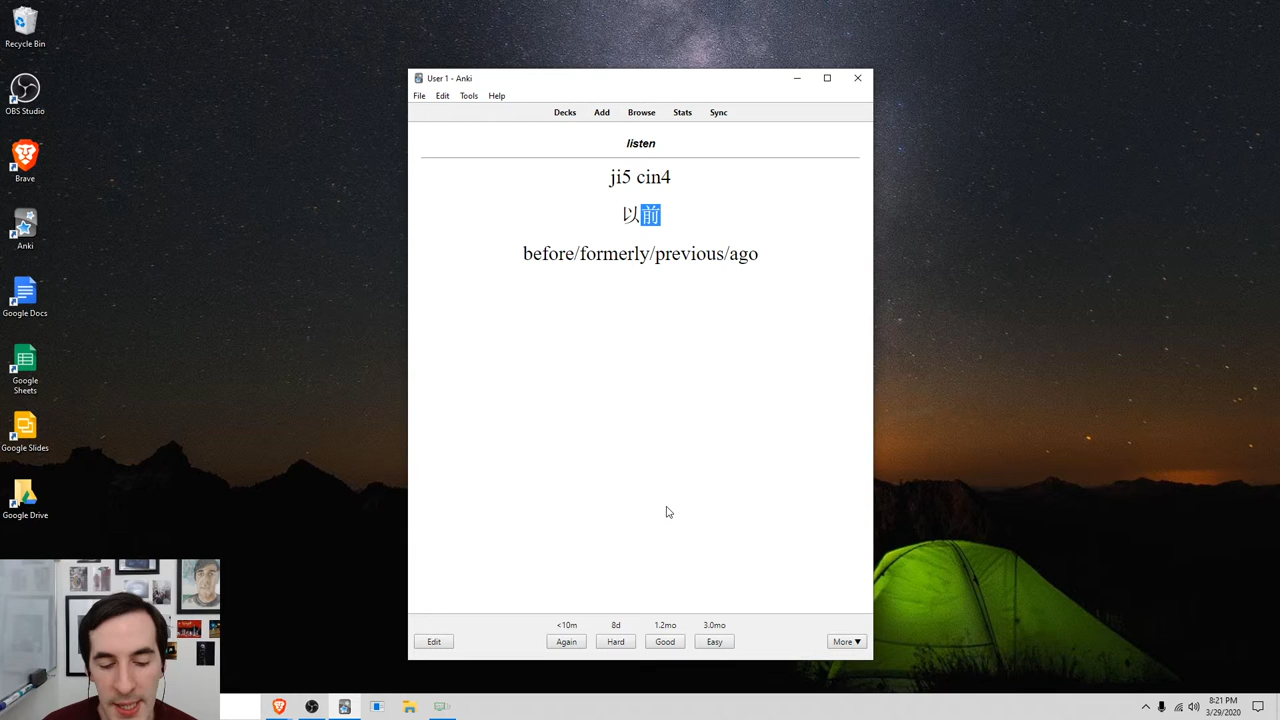 Recycle Bin
OBS Studio
Brave
Anki
Google Docs
Google Sheets
Google Slides
Google Drive
User 1 - Anki
File Edit Tools Help
Decks Add Browse Stats Sync
listen
ji5 cin4
以前
before/formerly/previous/ago
<10m 8d 1.2mo 3.0mo
Edit Again Hard Good Easy More ▼
8:21 PM
3/29/2020